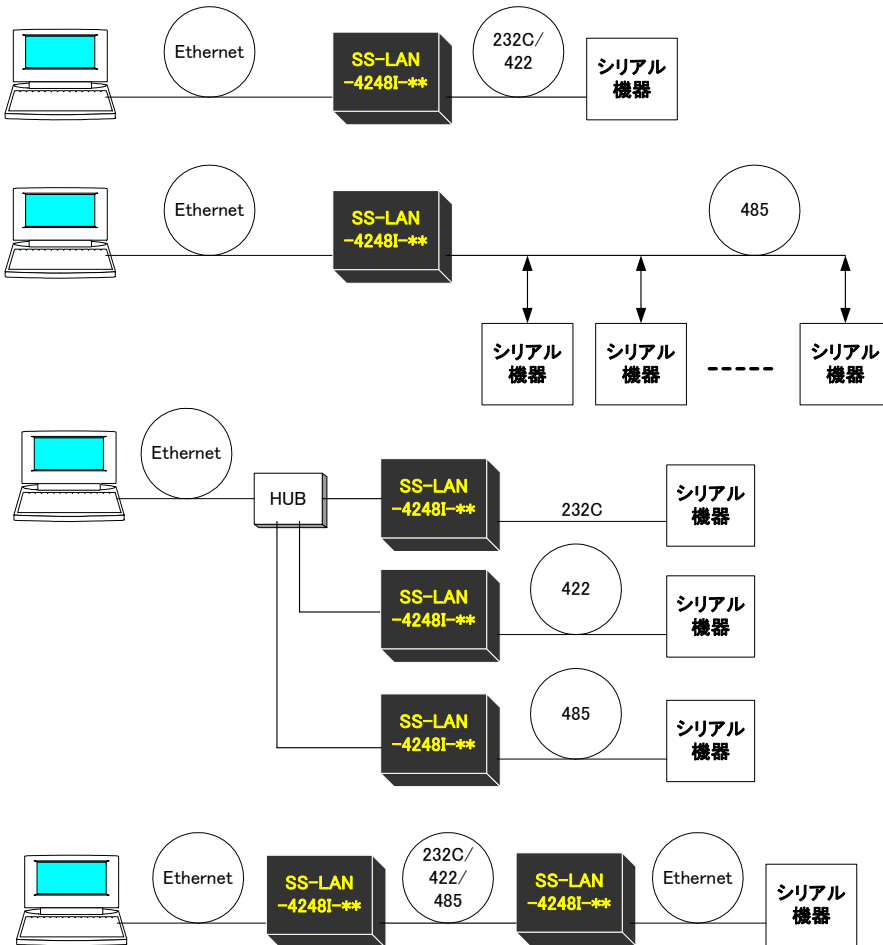 Ethernet
SS-LAN
-4248I-**
232C/
422
シリアル
機器
Ethernet
SS-LAN
-4248I-**
485
シリアル
機器
シリアル
機器
シリアル
機器
Ethernet
HUB
SS-LAN
-4248I-**
232C
シリアル
機器
SS-LAN
-4248I-**
422
シリアル
機器
SS-LAN
-4248I-**
485
シリアル
機器
Ethernet
SS-LAN
-4248I-**
232C/
422/
485
SS-LAN
-4248I-**
Ethernet
シリアル
機器